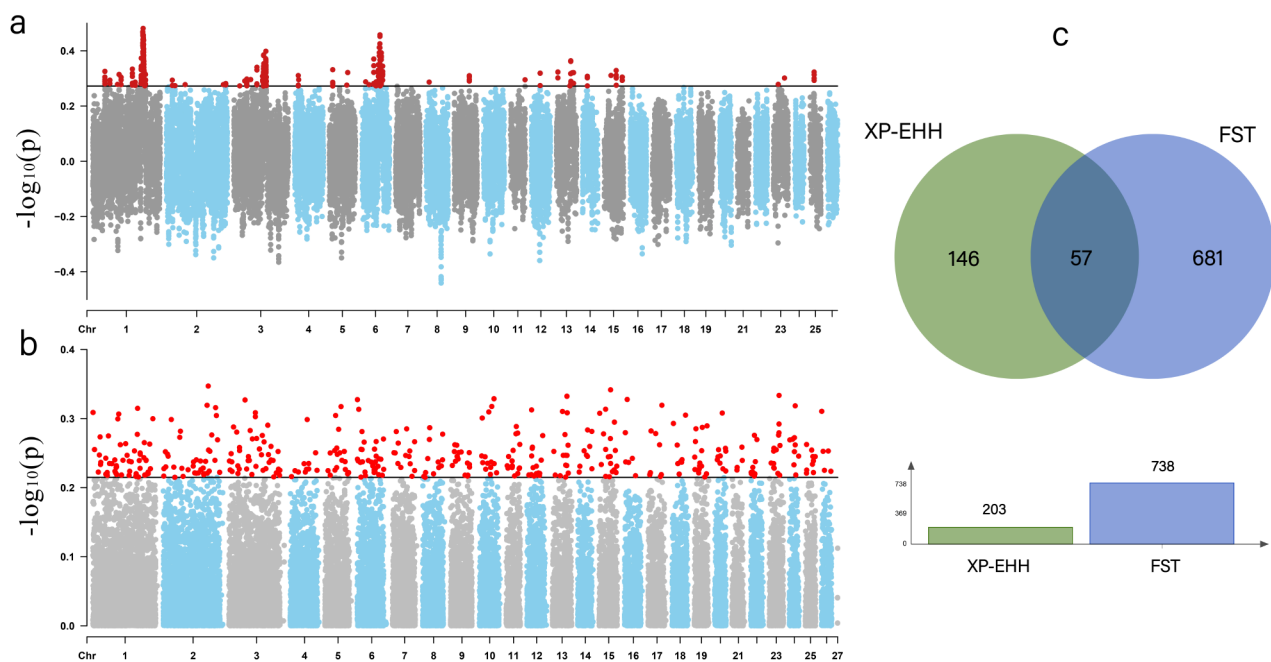 a
0.4
0.2
0.0
−0.2
−0.4
-log10(p)
Chr 1 2 3 4 5 6 7 8 9 10 11 12 13 14 15 16 17 18 19 21 23 25
b
0.4
0.3
0.2
0.1
0.0
-log10(p)
Chr 1 2 3 4 5 6 7 8 9 10 11 12 13 14 15 16 17 18 19 21 23 25 27
c
XP-EHH FST
146 57 681
738
369
0
203 738
XP-EHH FST